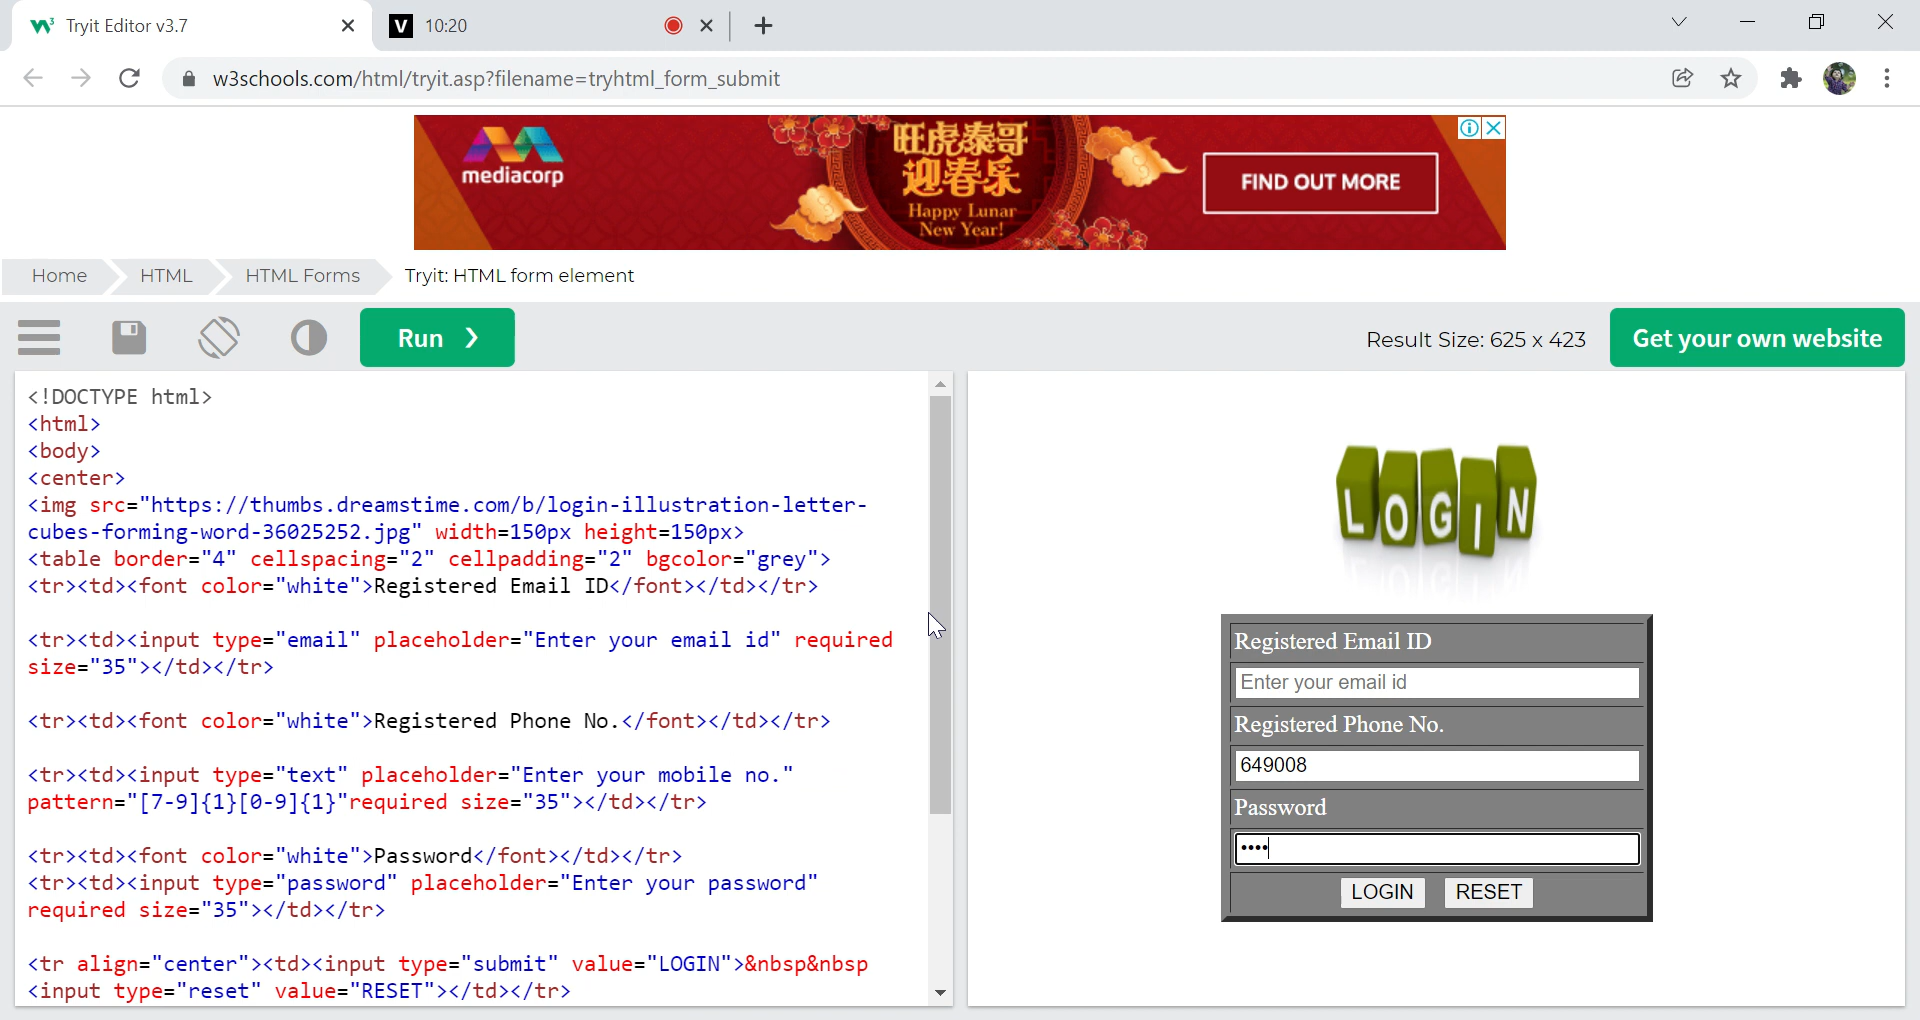 Tryit Editor v3.7
10:20
w3schools.com/html/tryit.asp?filename=tryhtml_form_submit
mediacorp
旺虎泰哥
迎春乐
Happy Lunar
New Year!
FIND OUT MORE
Home
HTML
HTML Forms
Tryit: HTML form element
Run ❯
Result Size: 625 x 423
Get your own website
<!DOCTYPE html>
<html>
<body>
<center>
<img src="https://thumbs.dreamstime.com/b/login-illustration-letter-
cubes-forming-word-36025252.jpg" width=150px height=150px>
<table border="4" cellspacing="2" cellpadding="2" bgcolor="grey">
<tr><td><font color="white">Registered Email ID</font></td></tr>
<tr><td><input type="email" placeholder="Enter your email id" required
size="35"></td></tr>
<tr><td><font color="white">Registered Phone No.</font></td></tr>
<tr><td><input type="text" placeholder="Enter your mobile no."
pattern="[7-9]{1}[0-9]{1}"required size="35"></td></tr>
<tr><td><font color="white">Password</font></td></tr>
<tr><td><input type="password" placeholder="Enter your password"
required size="35"></td></tr>
<tr align="center"><td><input type="submit" value="LOGIN">&nbsp&nbsp
<input type="reset" value="RESET"></td></tr>
LOGIN
Registered Email ID
Enter your email id
Registered Phone No.
649008
Password
••••
LOGIN
RESET